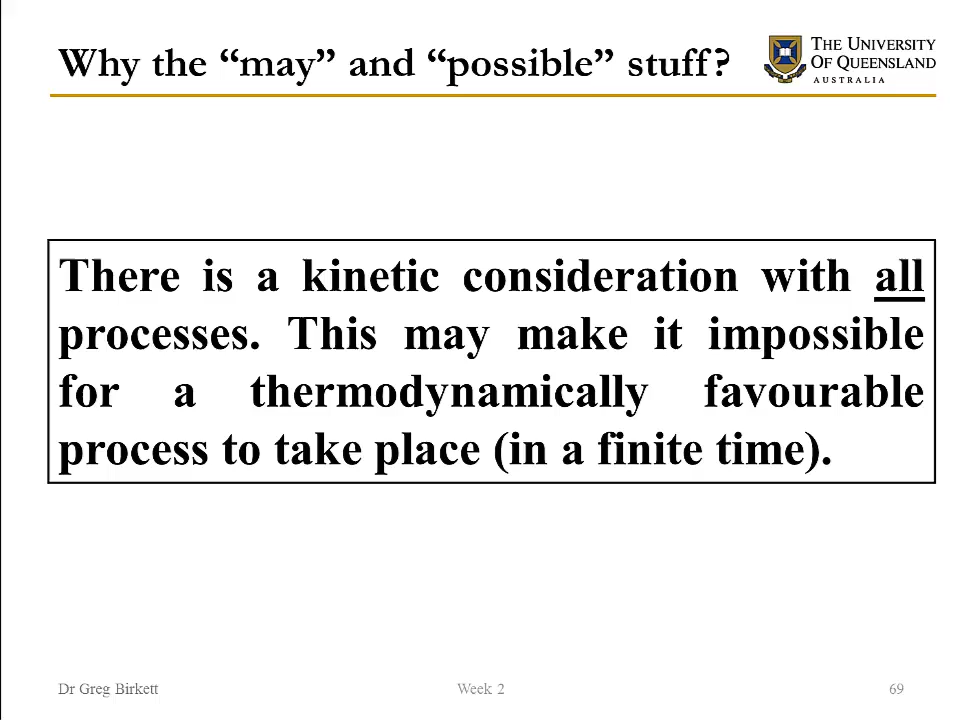 Why the “may” and “possible” stuff?
THE UNIVERSITY
OF QUEENSLAND
AUSTRALIA
There is a kinetic consideration with all
processes. This may make it impossible
for a thermodynamically favourable
process to take place (in a finite time).
Dr Greg Birkett
Week 2
69